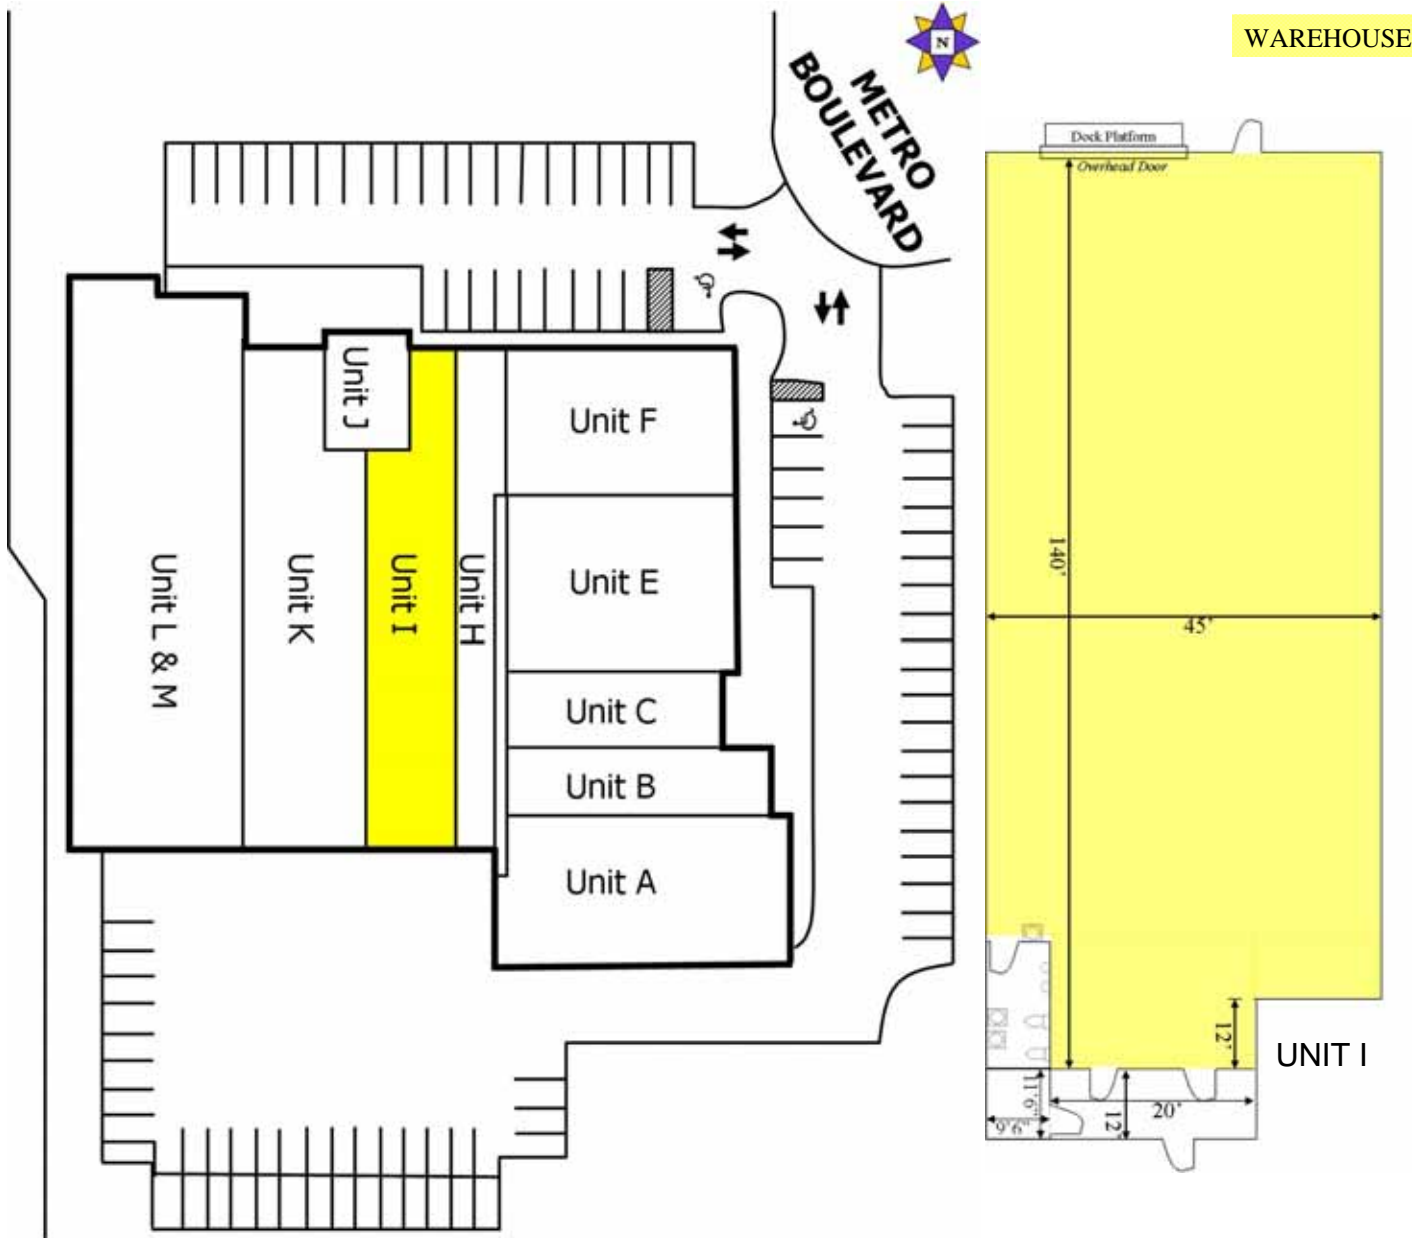 N
WAREHOUSE
METRO
BOULEVARD
Dock Platform
Overhead Door
Unit J
Unit F
Unit L & M
Unit K
Unit I
Unit H
Unit E
140'
45'
Unit C
Unit B
Unit A
12'
UNIT I
11'6"
20'
9'6"
12'